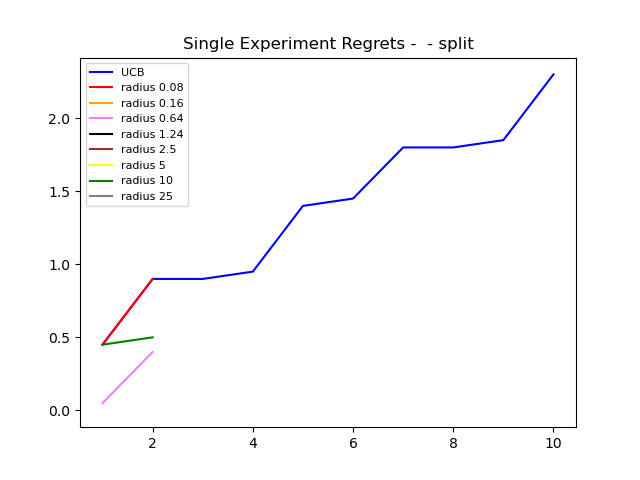 Single Experiment Regrets -  - split
UCB
radius 0.08
radius 0.16
radius 0.64
radius 1.24
radius 2.5
radius 5
radius 10
radius 25
2.0
1.5
1.0
0.5
0.0
2 4 6 8 10